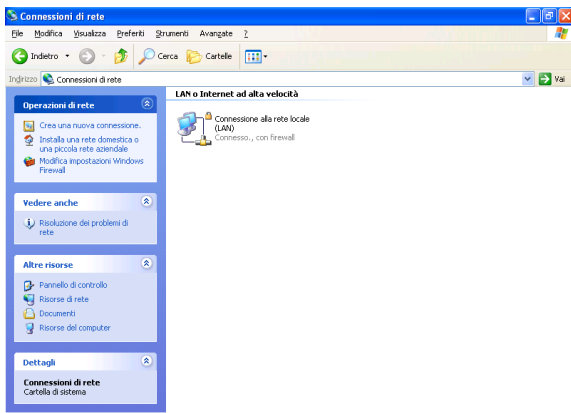 Connessioni di rete
File Modifica Visualizza Preferiti Strumenti Avanzate ?
Indietro Cerca Cartelle
Indirizzo Connessioni di rete Vai
Operazioni di rete
Crea una nuova connessione.
Installa una rete domestica o
una piccola rete aziendale
Modifica impostazioni Windows
Firewall
Vedere anche
Risoluzione dei problemi di
rete
Altre risorse
Pannello di controllo
Risorse di rete
Documenti
Risorse del computer
Dettagli
Connessioni di rete
Cartella di sistema
LAN o Internet ad alta velocità
Connessione alla rete locale
(LAN)
Connesso., con firewall